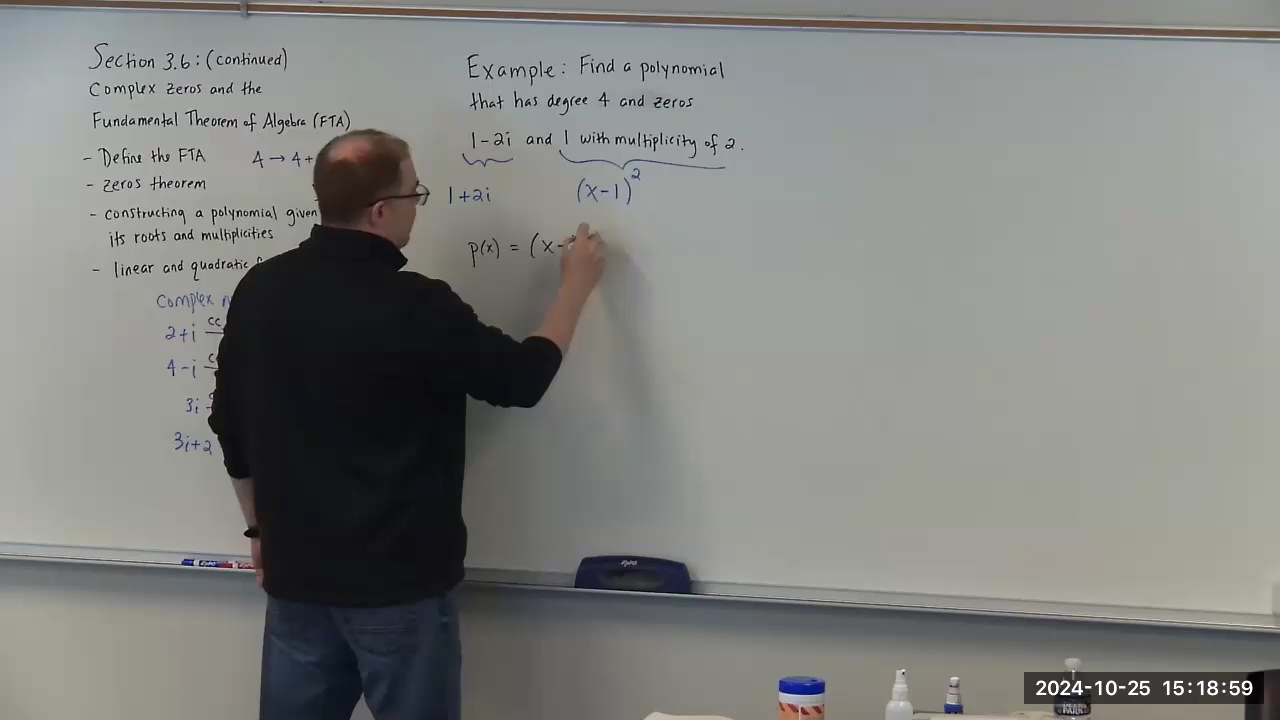 Section 3.6: (continued)
Complex zeros and the
Fundamental Theorem of Algebra (FTA)
- Define the FTA 4 → 4+
- zeros theorem
- constructing a polynomial given
its roots and multiplicities
- linear and quadratic
Complex
2+i cc
4-i
3i
3i+2
Example: Find a polynomial
that has degree 4 and zeros
1-2i and 1 with multiplicity of 2.
1+2i (x-1)^2
p(x) = (x-
EXPO
2024-10-25 15:18:59